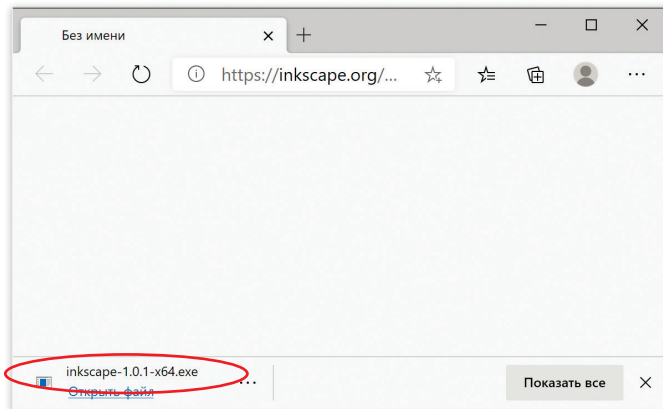 Без имени
https://inkscape.org/...
inkscape-1.0.1-x64.exe
Открыть файл
Показать все